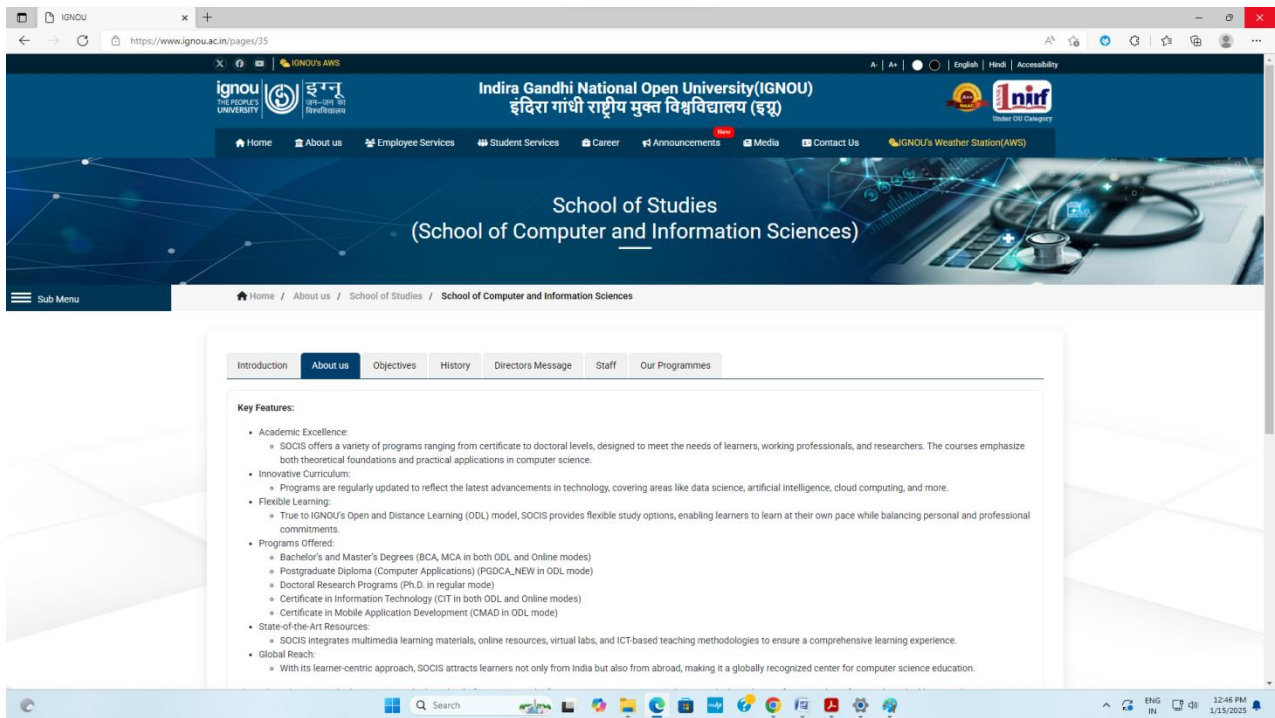 IGNOU
https://www.ignou.ac.in/pages/35
IGNOU's AWS
A- | A+ | | English | Hindi | Accessibility
ignou
THE PEOPLE'S
UNIVERSITY
इग्नू
जन-जन का
विश्वविद्यालय
Indira Gandhi National Open University(IGNOU)
इंदिरा गांधी राष्ट्रीय मुक्त विश्वविद्यालय (इग्नू)
NAAC
nirf
Under OU Category
Home About us Employee Services Student Services Career Announcements New Media Contact Us IGNOU's Weather Station(AWS)
School of Studies
(School of Computer and Information Sciences)
Sub Menu
Home / About us / School of Studies / School of Computer and Information Sciences
Introduction About us Objectives History Directors Message Staff Our Programmes
Key Features:
Academic Excellence:
SOCIS offers a variety of programs ranging from certificate to doctoral levels, designed to meet the needs of learners, working professionals, and researchers. The courses emphasize
both theoretical foundations and practical applications in computer science.
Innovative Curriculum:
Programs are regularly updated to reflect the latest advancements in technology, covering areas like data science, artificial intelligence, cloud computing, and more.
Flexible Learning:
True to IGNOU's Open and Distance Learning (ODL) model, SOCIS provides flexible study options, enabling learners to learn at their own pace while balancing personal and professional
commitments.
Programs Offered:
Bachelor's and Master's Degrees (BCA, MCA in both ODL and Online modes)
Postgraduate Diploma (Computer Applications) (PGDCA_NEW in ODL mode)
Doctoral Research Programs (Ph.D. in regular mode)
Certificate in Information Technology (CIT in both ODL and Online modes)
Certificate in Mobile Application Development (CMAD in ODL mode)
State-of-the-Art Resources:
SOCIS integrates multimedia learning materials, online resources, virtual labs, and ICT-based teaching methodologies to ensure a comprehensive learning experience.
Global Reach:
With its learner-centric approach, SOCIS attracts learners not only from India but also from abroad, making it a globally recognized center for computer science education.
Search
ENG
IN
12:46 PM
1/15/2025